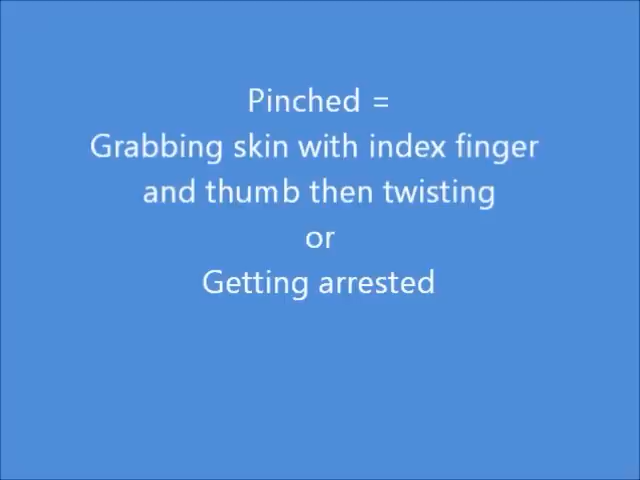 Pinched =
Grabbing skin with index finger
and thumb then twisting
or
Getting arrested